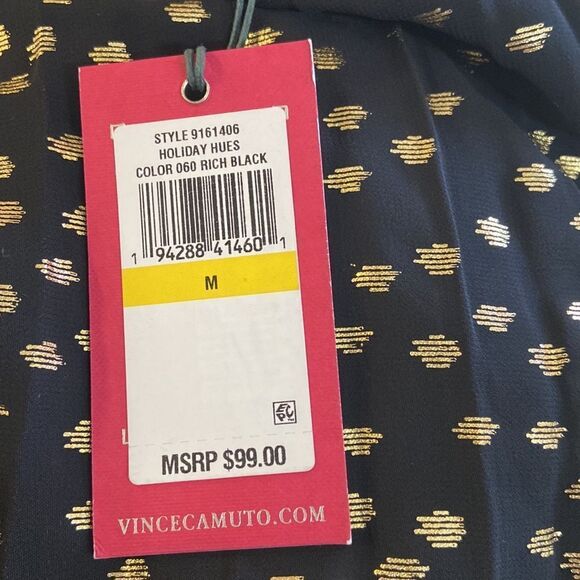 STYLE 9161406
HOLIDAY HUES
COLOR 060 RICH BLACK
1 94288 41460 1
M
MSRP $99.00
VINCECAMUTO.COM